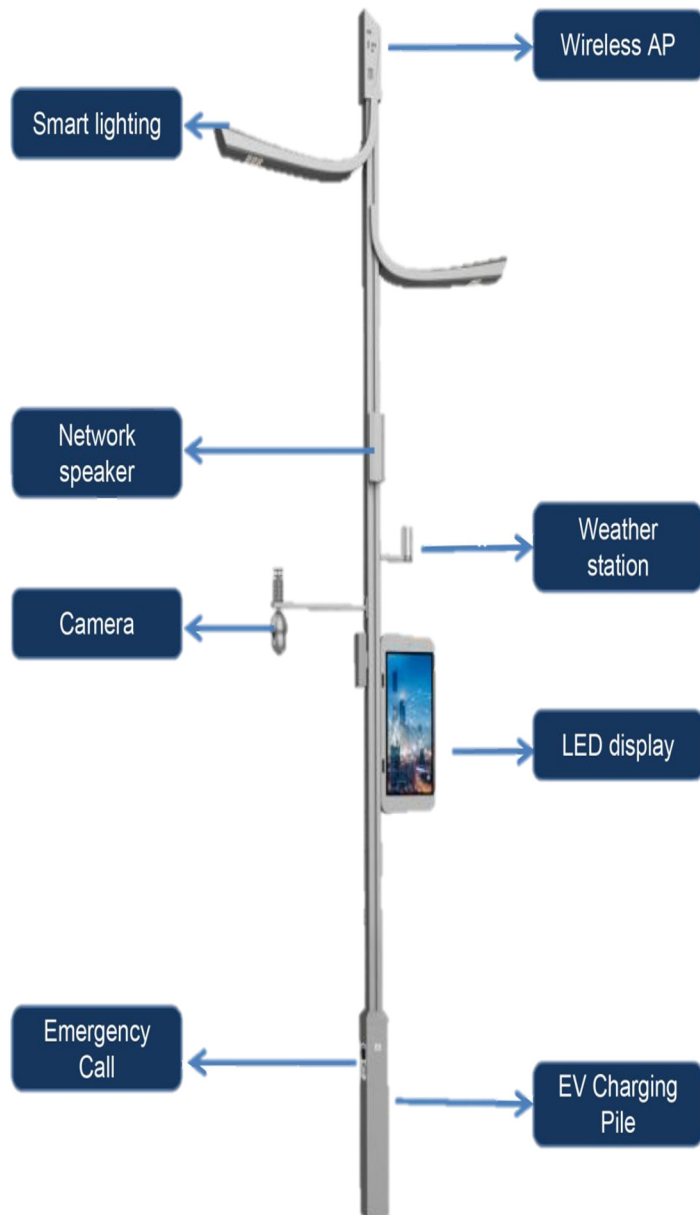 Wireless AP
Smart lighting
Network
speaker
Weather
station
Camera
LED display
Emergency
Call
EV Charging
Pile